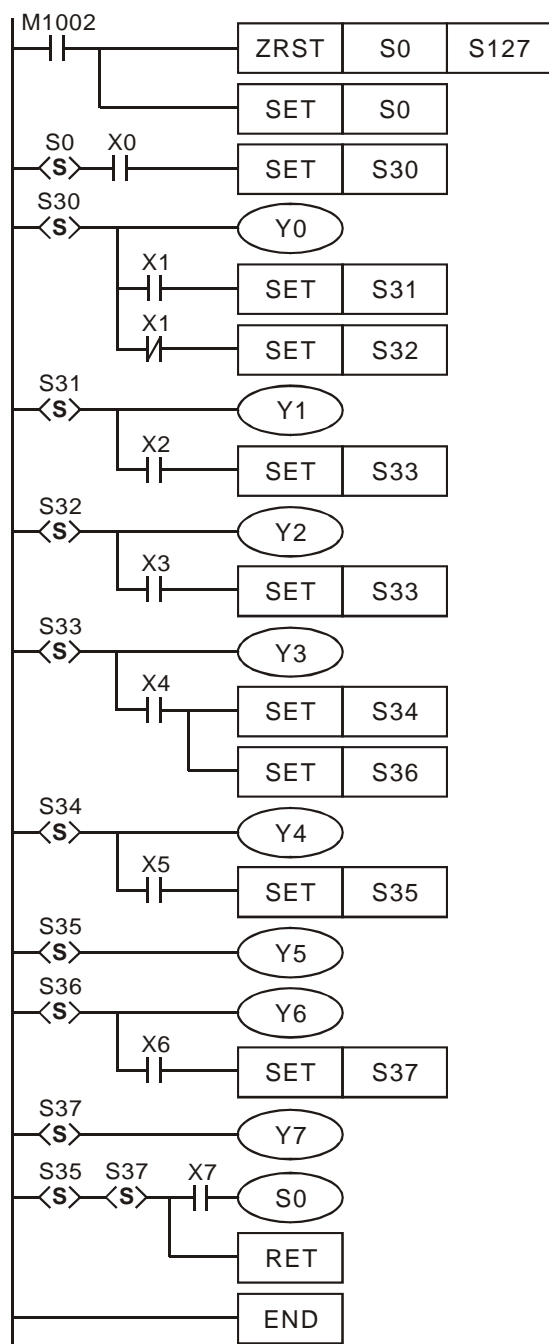 M1002
ZRST S0 S127
SET S0
S0 X0
S SET S30
S30
S Y0
X1
SET S31
X1
SET S32
S31
S Y1
X2
SET S33
S32
S Y2
X3
SET S33
S33
S Y3
X4
SET S34
SET S36
S34
S Y4
X5
SET S35
S35
S Y5
S36
S Y6
X6
SET S37
S37
S Y7
S35 S37 X7
S S S0
RET
END